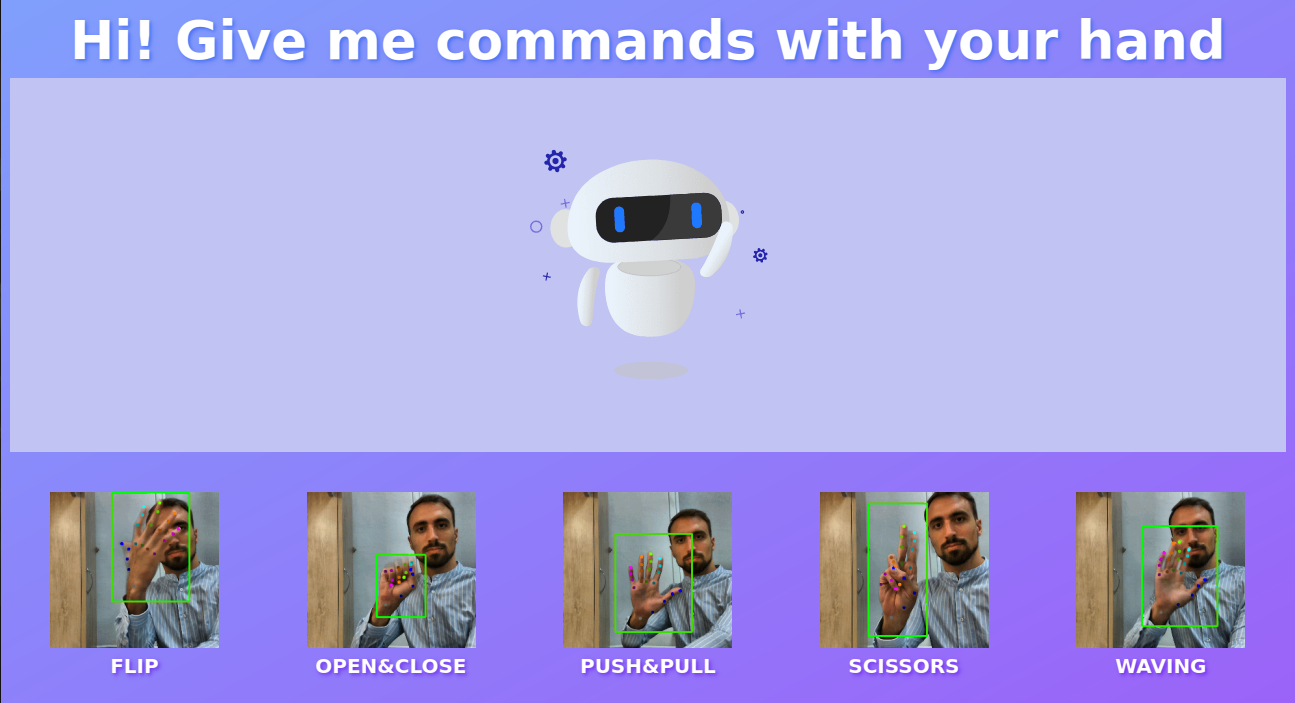 Hi! Give me commands with your hand
FLIP
OPEN&CLOSE
PUSH&PULL
SCISSORS
WAVING